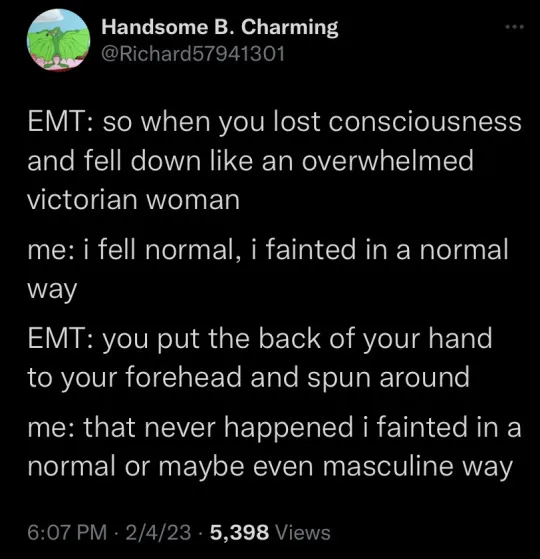 Handsome B. Charming
@Richard57941301
EMT: so when you lost consciousness
and fell down like an overwhelmed
victorian woman
me: i fell normal, i fainted in a normal
way
EMT: you put the back of your hand
to your forehead and spun around
me: that never happened i fainted in a
normal or maybe even masculine way
6:07 PM · 2/4/23 · 5,398 Views